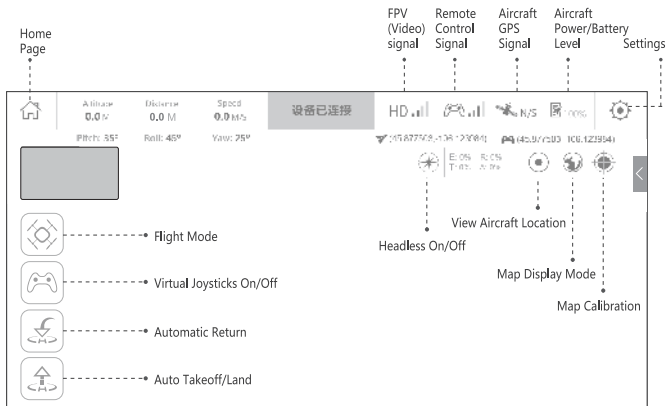 Home
Page
FPV
(Video)
signal
Remote
Control
Signal
Aircraft
GPS
Signal
Aircraft
Power/Battery
Level
Settings
Altitude
0.0 M
Distance
0.0 M
Speed
0.0 M/S
设备已连接
HD
N/S
100%
Pitch: 35°
Roll: 45°
Yaw: 25°
E: 0%
T: 0%
View Aircraft Location
Headless On/Off
Map Display Mode
Map Calibration
Flight Mode
Virtual Joysticks On/Off
Automatic Return
Auto Takeoff/Land